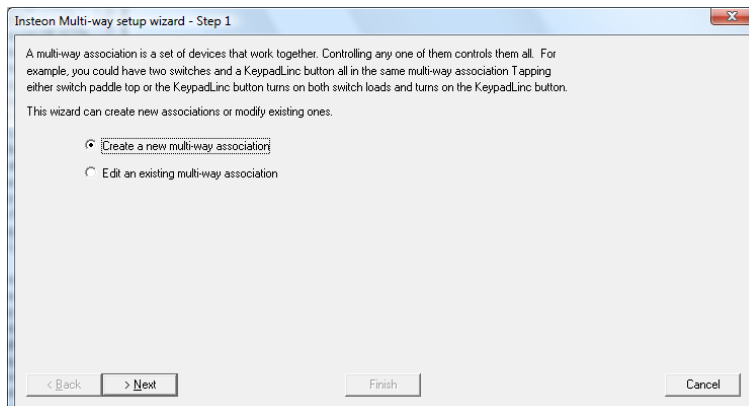 Insteon Multi-way setup wizard - Step 1
A multi-way association is a set of devices that work together. Controlling any one of them controls them all. For
example, you could have two switches and a KeypadLinc button all in the same multi-way association Tapping
either switch paddle top or the KeypadLinc button turns on both switch loads and turns on the KeypadLinc button.
This wizard can create new associations or modify existing ones.
Create a new multi-way association
Edit an existing multi-way association
< Back > Next Finish Cancel